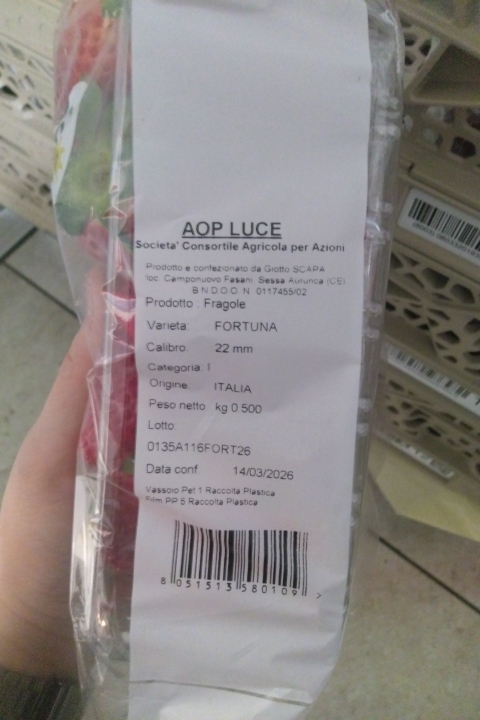 AOP LUCE
Societa' Consortile Agricola per Azioni
Prodotto e confezionato da Giotto SCAPA
loc. Camponuovo Fasani, Sessa Aurunca (CE)
B.N.D.O.O. N. 0117455/02
Prodotto : Fragole
Varieta: FORTUNA
Calibro: 22 mm
Categoria: I
Origine: ITALIA
Peso netto kg 0.500
Lotto:
0135A116FORT26
Data conf 14/03/2026
Vassoio Pet 1 Raccolta Plastica
Film PP 5 Raccolta Plastica
8 051513 580109 >